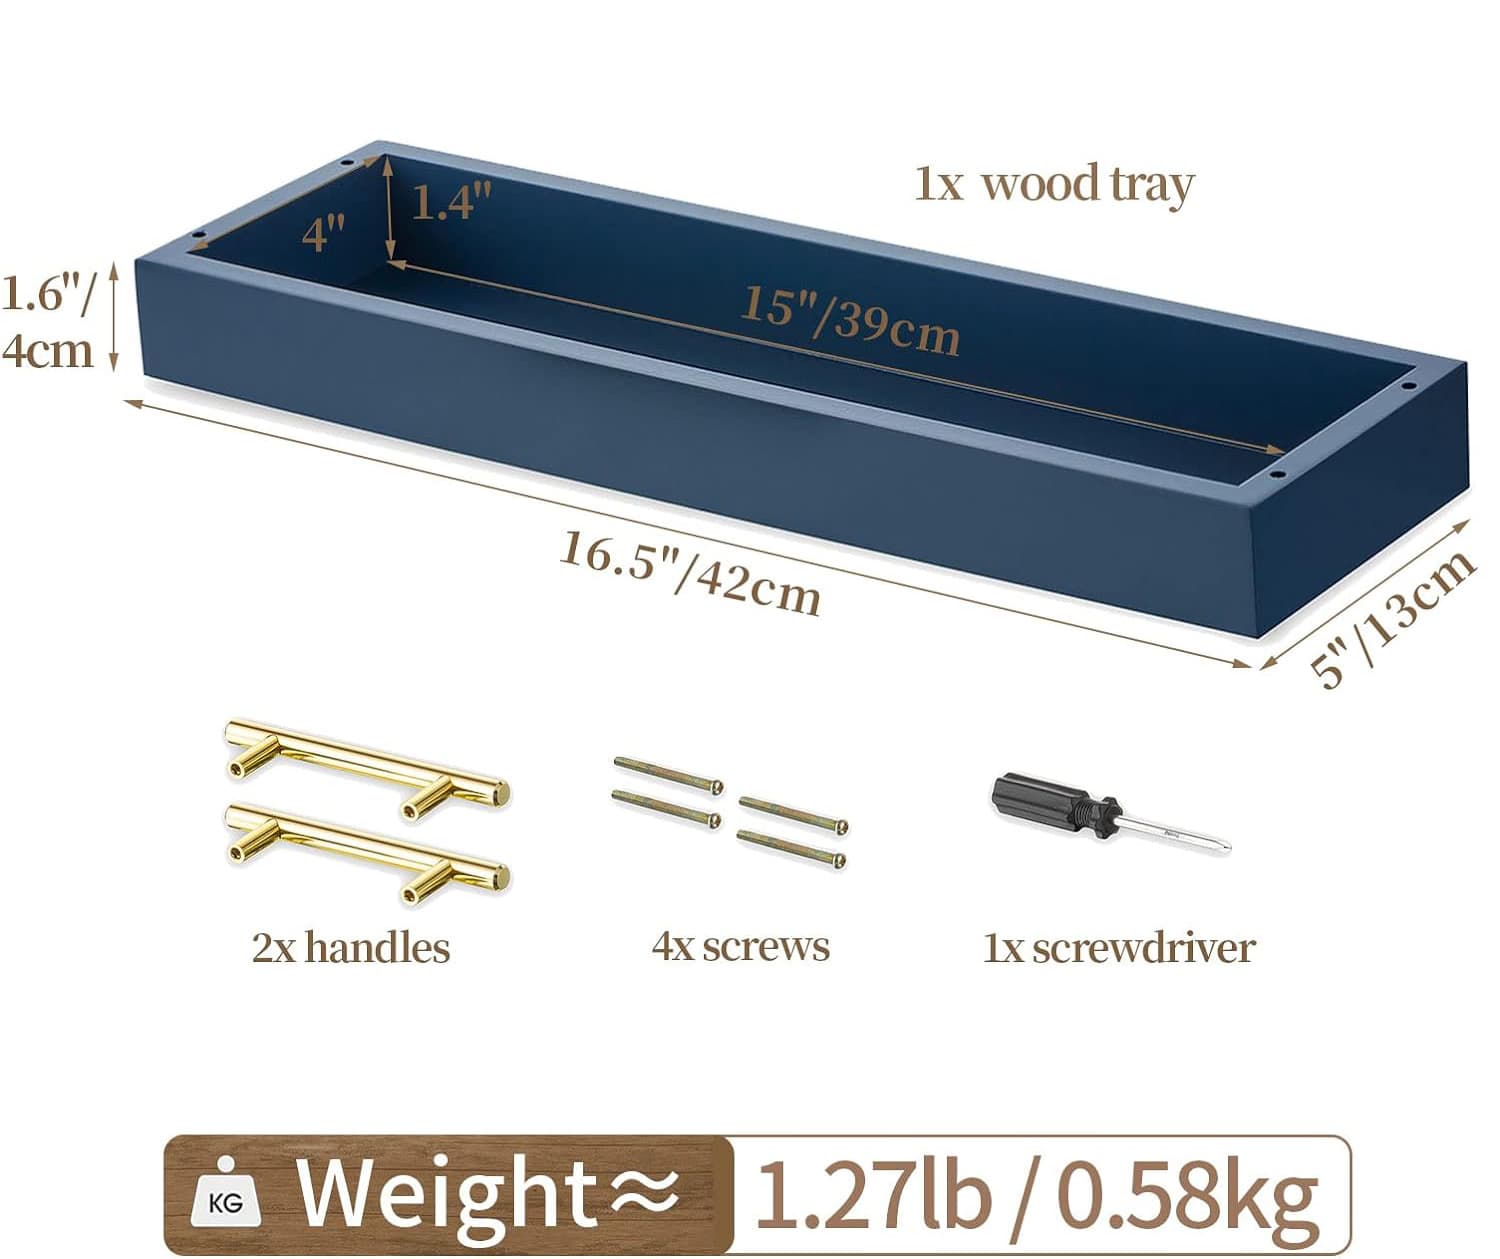 1x wood tray
1.4"
4"
1.6"/
4cm
15"/39cm
16.5"/42cm
5"/13cm
2x handles
4x screws
1x screwdriver
KG
Weight≈
1.27lb / 0.58kg